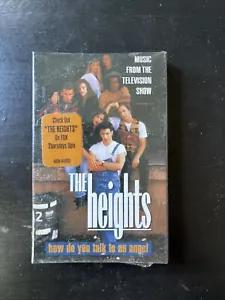 MUSIC
FROM THE
TELEVISION
SHOW
Check Out
"THE HEIGHTS"
On FOX
Thursdays 9pm
THE
heights
how do you talk to an angel